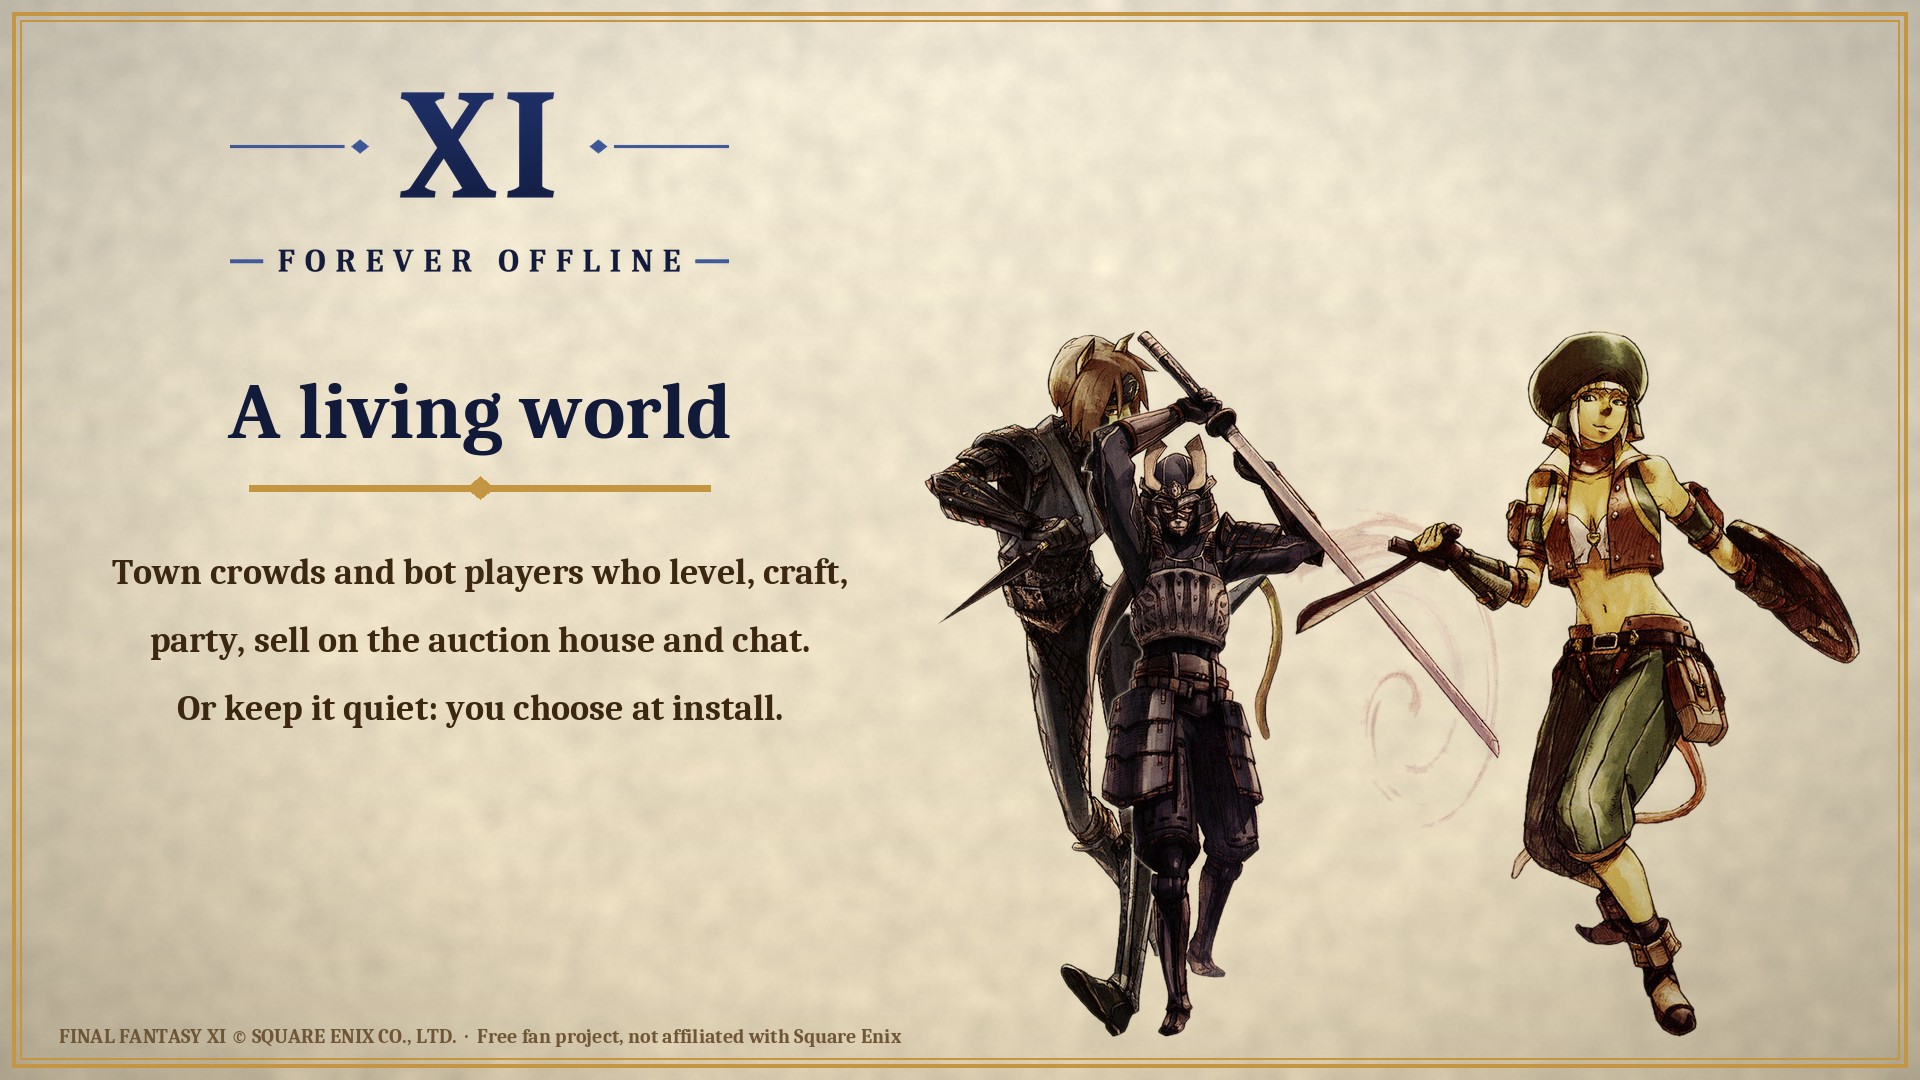 XI
FOREVER OFFLINE
A living world
Town crowds and bot players who level, craft,
party, sell on the auction house and chat.
Or keep it quiet: you choose at install.
FINAL FANTASY XI © SQUARE ENIX CO., LTD. · Free fan project, not affiliated with Square Enix